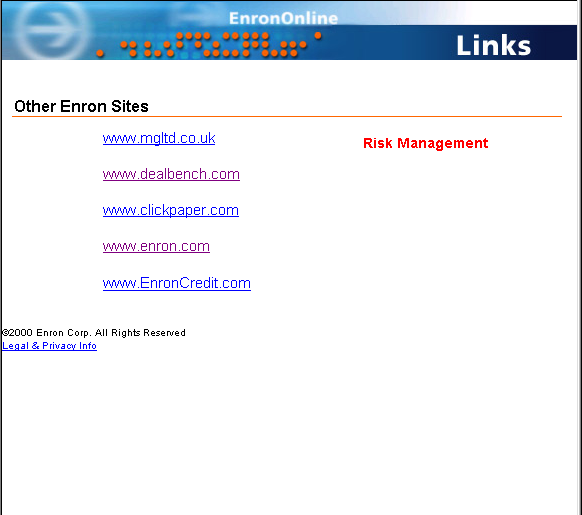 EnronOnline
Links
Other Enron Sites
www.mgltd.co.uk
Risk Management
www.dealbench.com
www.clickpaper.com
www.enron.com
www.EnronCredit.com
©2000 Enron Corp. All Rights Reserved
Legal & Privacy Info